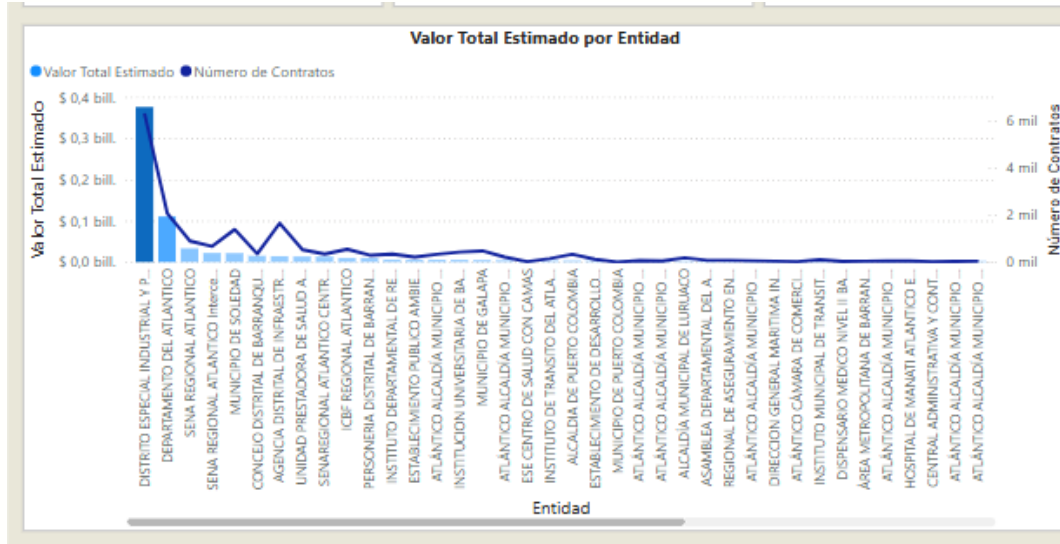 Valor Total Estimado por Entidad
Valor Total Estimado
Número de Contratos
Valor Total Estimado
$ 0,4 bill.
$ 0,3 bill.
$ 0,2 bill.
$ 0,1 bill.
$ 0,0 bill.
6 mil
4 mil
2 mil
0 mil
Número de Contratos
DISTRITO ESPECIAL INDUSTRIAL Y P...
DEPARTAMENTO DEL ATLANTICO
SENA REGIONAL ATLANTICO
SENA REGIONAL ATLANTICO Interce...
MUNICIPIO DE SOLEDAD
CONCEJO DISTRITAL DE BARRANQU...
AGENCIA DISTRITAL DE INFRAESTR...
UNIDAD PRESTADORA DE SALUD A...
SENAREGIONAL ATLANTICO CENTR...
ICBF REGIONAL ATLANTICO
PERSONERIA DISTRITAL DE BARRAN...
INSTITUTO DEPARTAMENTAL DE RE...
ESTABLECIMIENTO PUBLICO AMBIE...
ATLÁNTICO ALCALDÍA MUNICIPIO ...
INSTITUCION UNIVERSITARIA DE BA...
MUNICIPIO DE GALAPA
ATLÁNTICO ALCALDÍA MUNICIPIO ...
ESE CENTRO DE SALUD CON CAMAS
INSTITUTO DE TRANSITO DEL ATLA...
ALCALDIA DE PUERTO COLOMBIA
ESTABLECIMIENTO DE DESARROLLO...
MUNICIPIO DE PUERTO COLOMBIA
ATLÁNTICO ALCALDÍA MUNICIPIO ...
ATLÁNTICO ALCALDÍA MUNICIPIO ...
ALCALDÍA MUNICIPAL DE LURUACO
ASAMBLEA DEPARTAMENTAL DEL A...
REGIONAL DE ASEGURAMIENTO EN...
ATLÁNTICO ALCALDÍA MUNICIPIO ...
DIRECCION GENERAL MARITIMA IN...
ATLÁNTICO CÁMARA DE COMERCI...
INSTITUTO MUNICIPAL DE TRANSIT...
DISPENSARIO MEDICO NIVEL II BA...
ÁREA METROPOLITANA DE BARRAN...
ATLÁNTICO ALCALDÍA MUNICIPIO ...
HOSPITAL DE MANATI ATLANTICO E...
CENTRAL ADMINISTRATIVA Y CONT...
ATLÁNTICO ALCALDÍA MUNICIPIO ...
ATLÁNTICO ALCALDÍA MUNICIPIO ...
Entidad